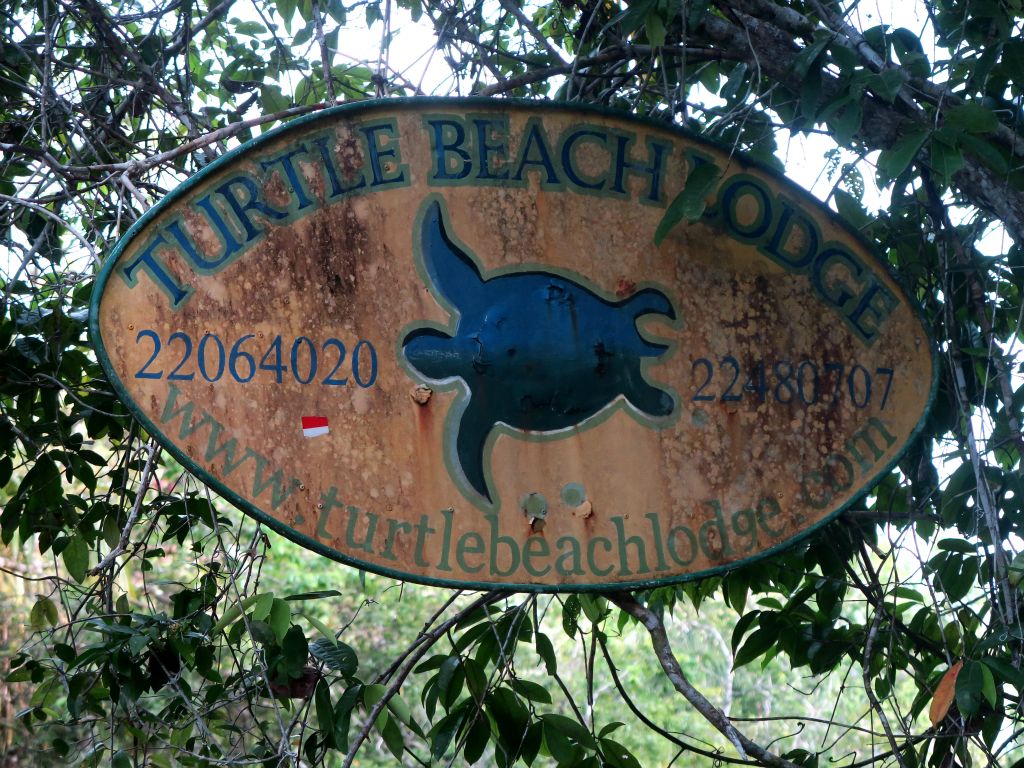 TURTLE BEACH LODGE
22064020 22480707
www.turtlebeachlodge.com